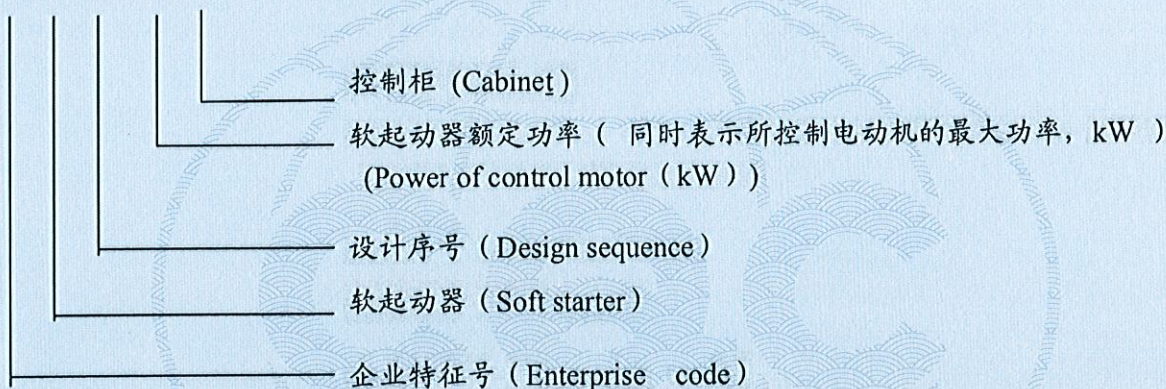 控制柜 (Cabinet)
软起动器额定功率( 同时表示所控制电动机的最大功率, kW )
(Power of control motor(kW))
设计序号(Design sequence)
软起动器(Soft starter)
企业特征号(Enterprise code)